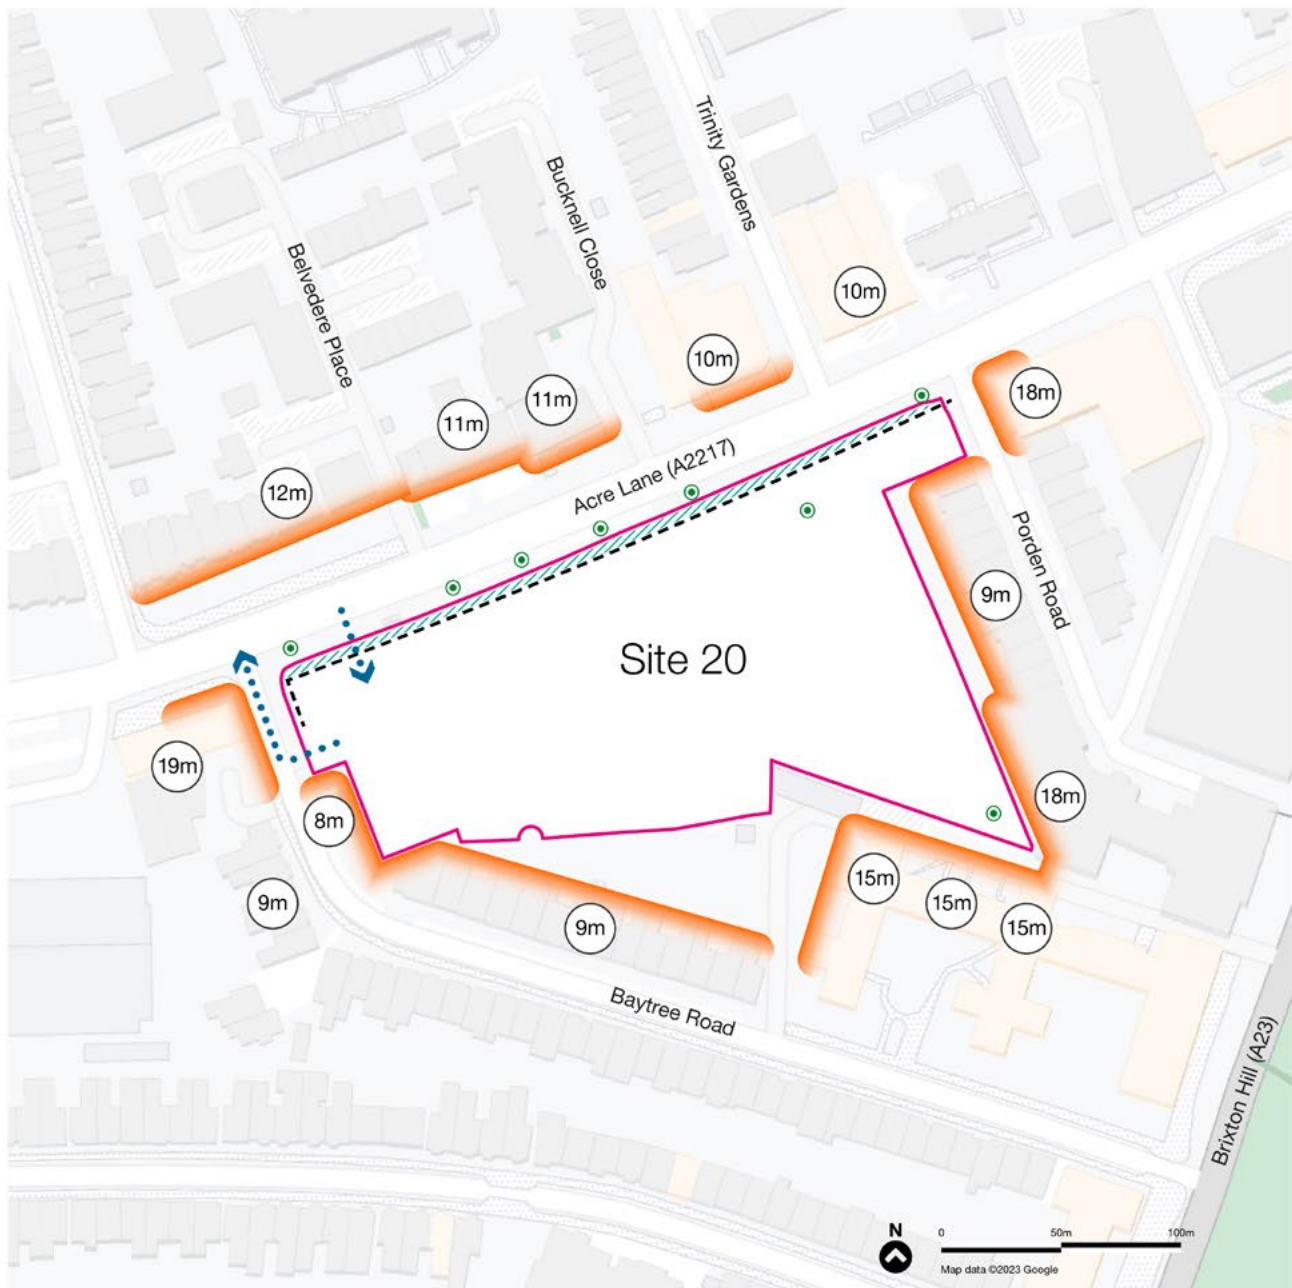 Trinity Gardens
Bucknell Close
Belvedere Place
10m
10m
18m
11m
11m
12m
Acre Lane (A2217)
Porden Road
9m
Site 20
19m
8m
18m
9m
15m
15m
15m
9m
Baytree Road
Brixton Hill (A23)
N
0 50m 100m
Map data ©2023 Google